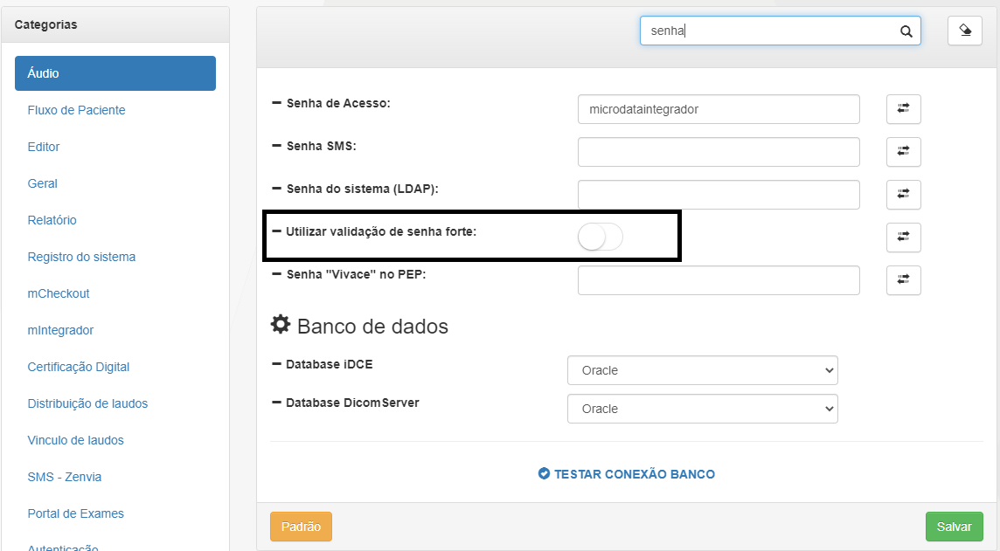 Categorias
senha
Áudio
Fluxo de Paciente
Editor
Geral
Relatório
Registro do sistema
mCheckout
mIntegrador
Certificação Digital
Distribuição de laudos
Vinculo de laudos
SMS - Zenvia
Portal de Exames
Autenticação
Senha de Acesso:
microdataintegrador
Senha SMS:
Senha do sistema (LDAP):
Utilizar validação de senha forte:
Senha "Vivace" no PEP:
Banco de dados
Database iDCE
Oracle
Database DicomServer
Oracle
TESTAR CONEXÃO BANCO
Padrão
Salvar